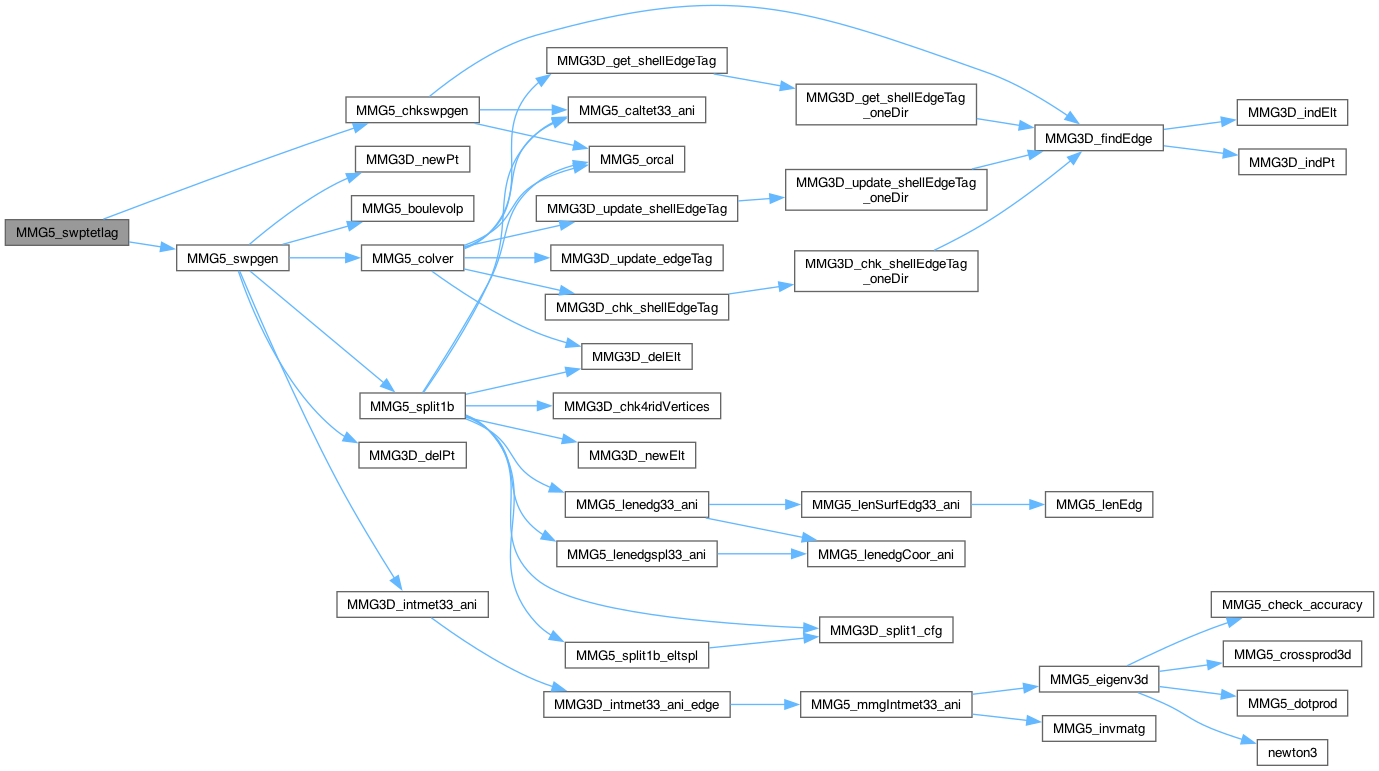 MMG5_swptetlag
MMG5_chkswpgen
MMG3D_newPt
MMG5_boulevolp
MMG5_swpgen
MMG5_colver
MMG5_split1b
MMG3D_delPt
MMG3D_intmet33_ani
MMG3D_get_shellEdgeTag
MMG5_caltet33_ani
MMG5_orcal
MMG3D_update_shellEdgeTag
MMG3D_update_edgeTag
MMG3D_chk_shellEdgeTag
MMG3D_delElt
MMG3D_chk4ridVertices
MMG3D_newElt
MMG5_lenedg33_ani
MMG5_lenedgspl33_ani
MMG5_split1b_eltspl
MMG3D_intmet33_ani_edge
MMG3D_get_shellEdgeTag
_oneDir
MMG3D_update_shellEdgeTag
_oneDir
MMG3D_chk_shellEdgeTag
_oneDir
MMG5_lenSurfEdg33_ani
MMG5_lenedgCoor_ani
MMG3D_split1_cfg
MMG5_mmgIntmet33_ani
MMG3D_findEdge
MMG5_lenEdg
MMG5_eigenv3d
MMG5_invmatg
MMG3D_indElt
MMG3D_indPt
MMG5_check_accuracy
MMG5_crossprod3d
MMG5_dotprod
newton3